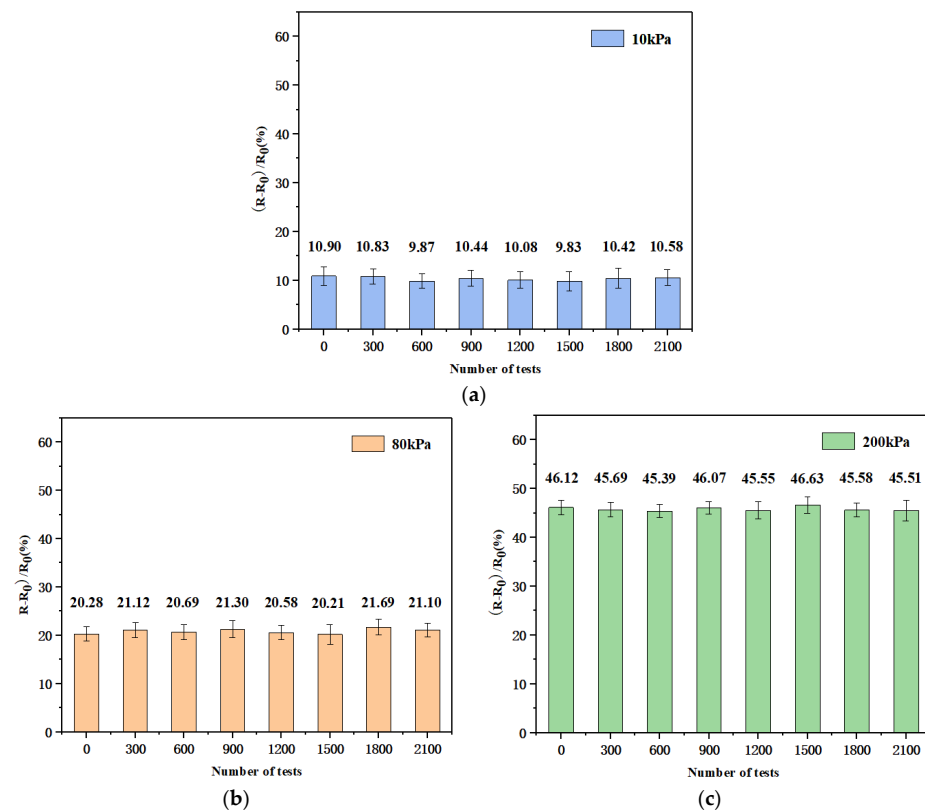 10kPa
(R-R0)/R0(%)
60
50
40
30
20
10
0
10.90 10.83 9.87 10.44 10.08 9.83 10.42 10.58
0 300 600 900 1200 1500 1800 2100
Number of tests
(a)
80kPa
R-R0)/R0(%)
60
50
40
30
20
10
0
20.28 21.12 20.69 21.30 20.58 20.21 21.69 21.10
0 300 600 900 1200 1500 1800 2100
Number of tests
(b)
200kPa
(R-R0)/R0(%)
60
50
40
30
20
10
0
46.12 45.69 45.39 46.07 45.55 46.63 45.58 45.51
0 300 600 900 1200 1500 1800 2100
Number of tests
(c)